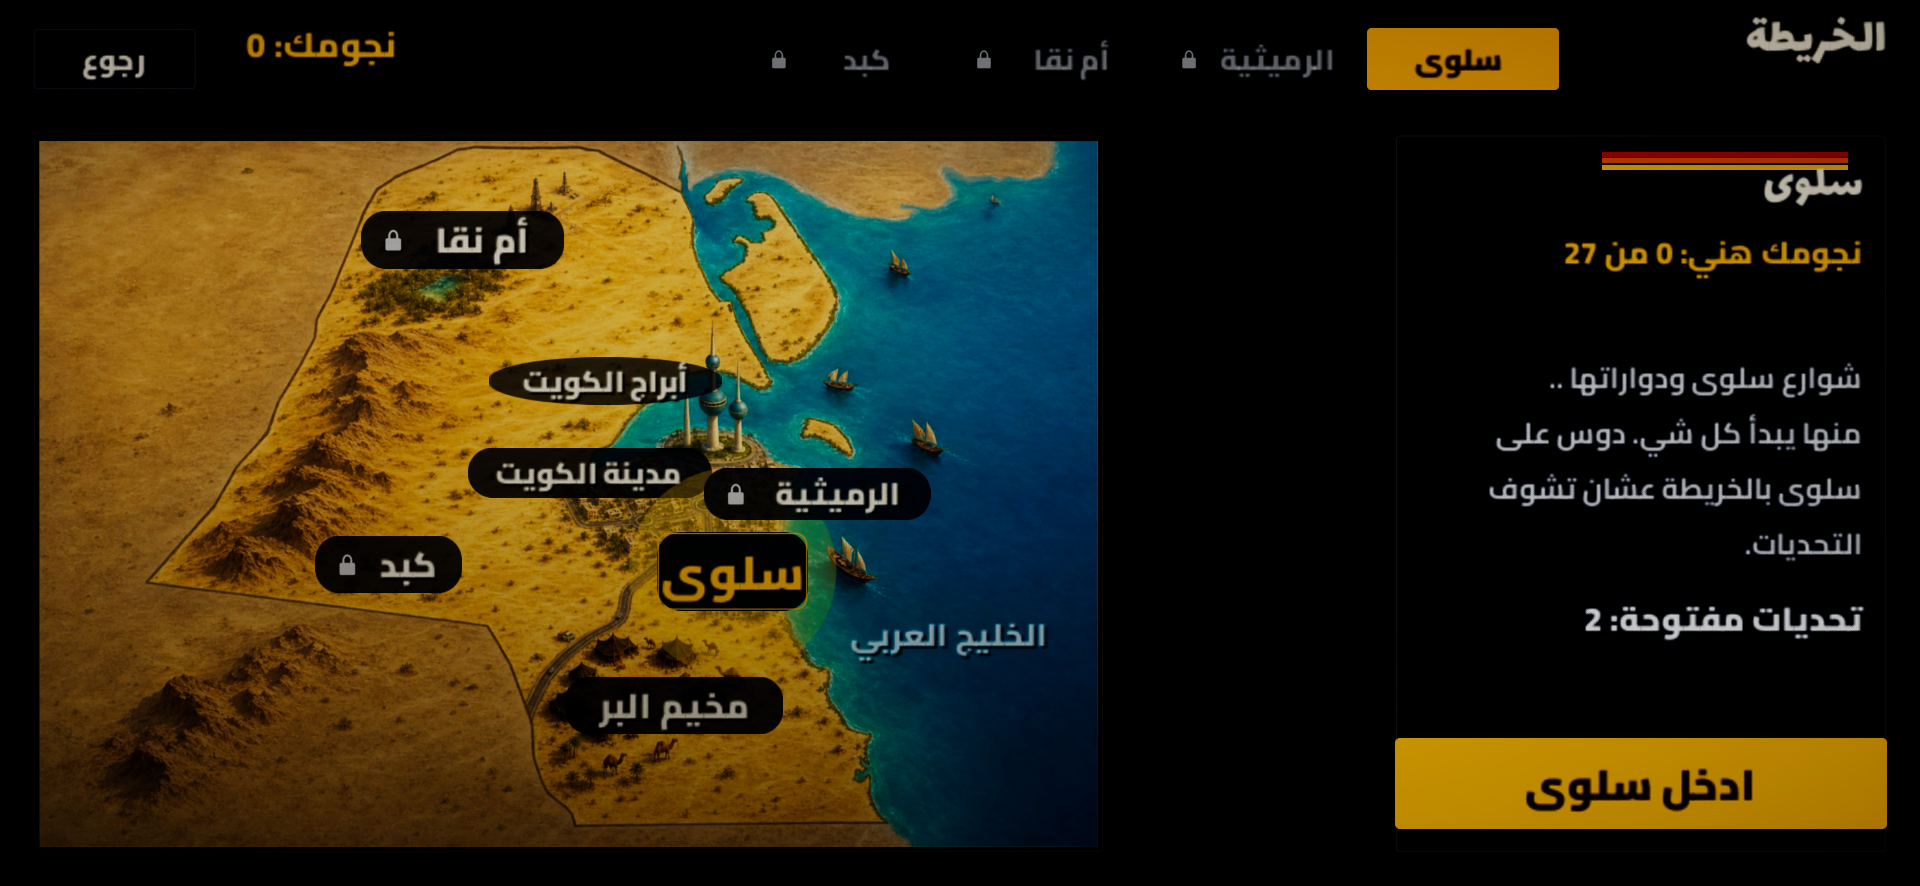 الخريطة
سلوى
الرميثية
أم نقا
كبد
نجومك: 0
رجوع
سلوى
نجومك هني: 0 من 27
شوارع سلوى ودواراتها ..
منها يبدأ كل شي. دوس على
سلوى بالخريطة عشان تشوف
التحديات.
تحديات مفتوحة: 2
ادخل سلوى
أم نقا
أبراج الكويت
مدينة الكويت
الرميثية
كبد
سلوى
الخليج العربي
مخيم البر